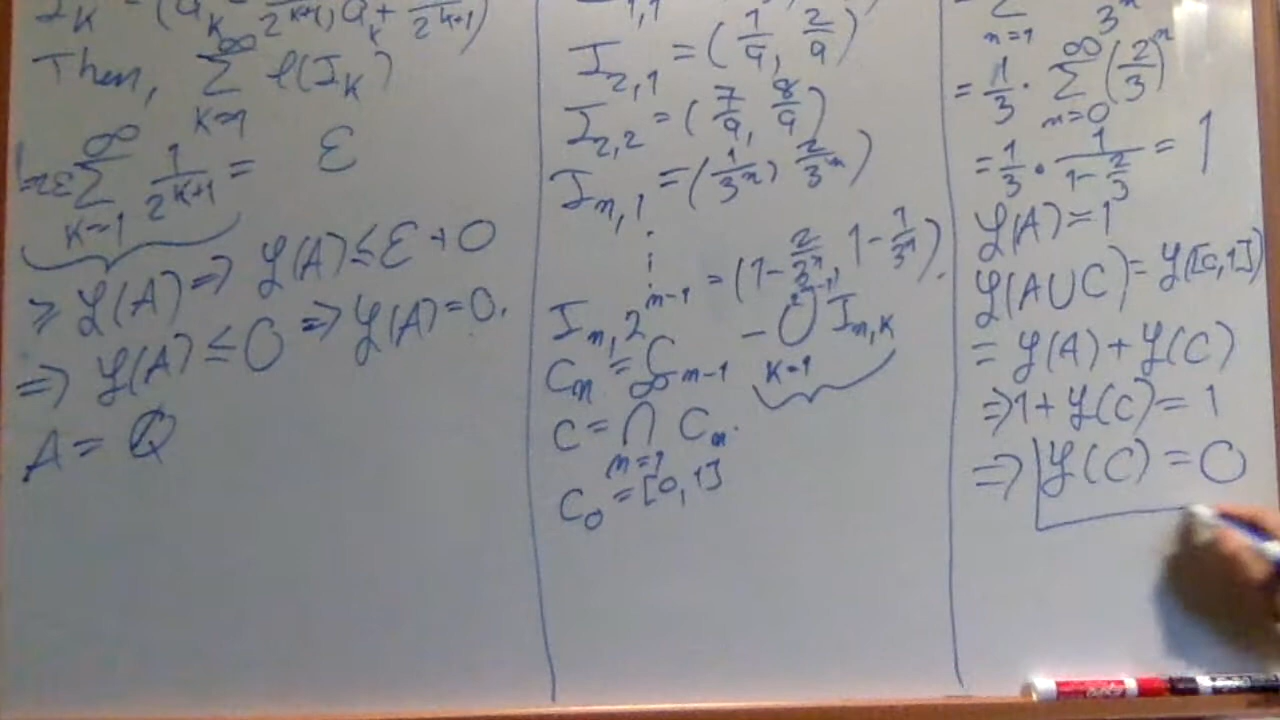 Then, ∑_{K=1}^{∞} ℓ(I_K)
∑_{K=1}^{∞} 1/2^{K+1} = ε
≥ 𝓛(A) ⇒ 𝓛(A) ≤ ε + 0
⇒ 𝓛(A) ≤ 0 ⇒ 𝓛(A) = 0.
A = ℚ
I_{2,1} = (1/9, 2/9)
I_{2,2} = (7/9, 8/9)
I_{n,1} = (1/3^n, 2/3^n)
⋮
I_{n,2^{n-1}} = (1 - 2/3^n, 1 - 1/3^n).
C_n = C_{n-1} - ⋃_{K=1}^{2^{n-1}} I_{n,K}
C = ⋂_{n=1}^{∞} C_n.
C_0 = [0,1]
= 1/3 · ∑_{n=0}^{∞} (2/3)^n
= 1/3 · 1/(1 - 2/3) = 1
𝓛(A) = 1
𝓛(A ∪ C) = 𝓛([0,1])
= 𝓛(A) + 𝓛(C)
⇒ 1 + 𝓛(C) = 1
⇒ 𝓛(C) = 0